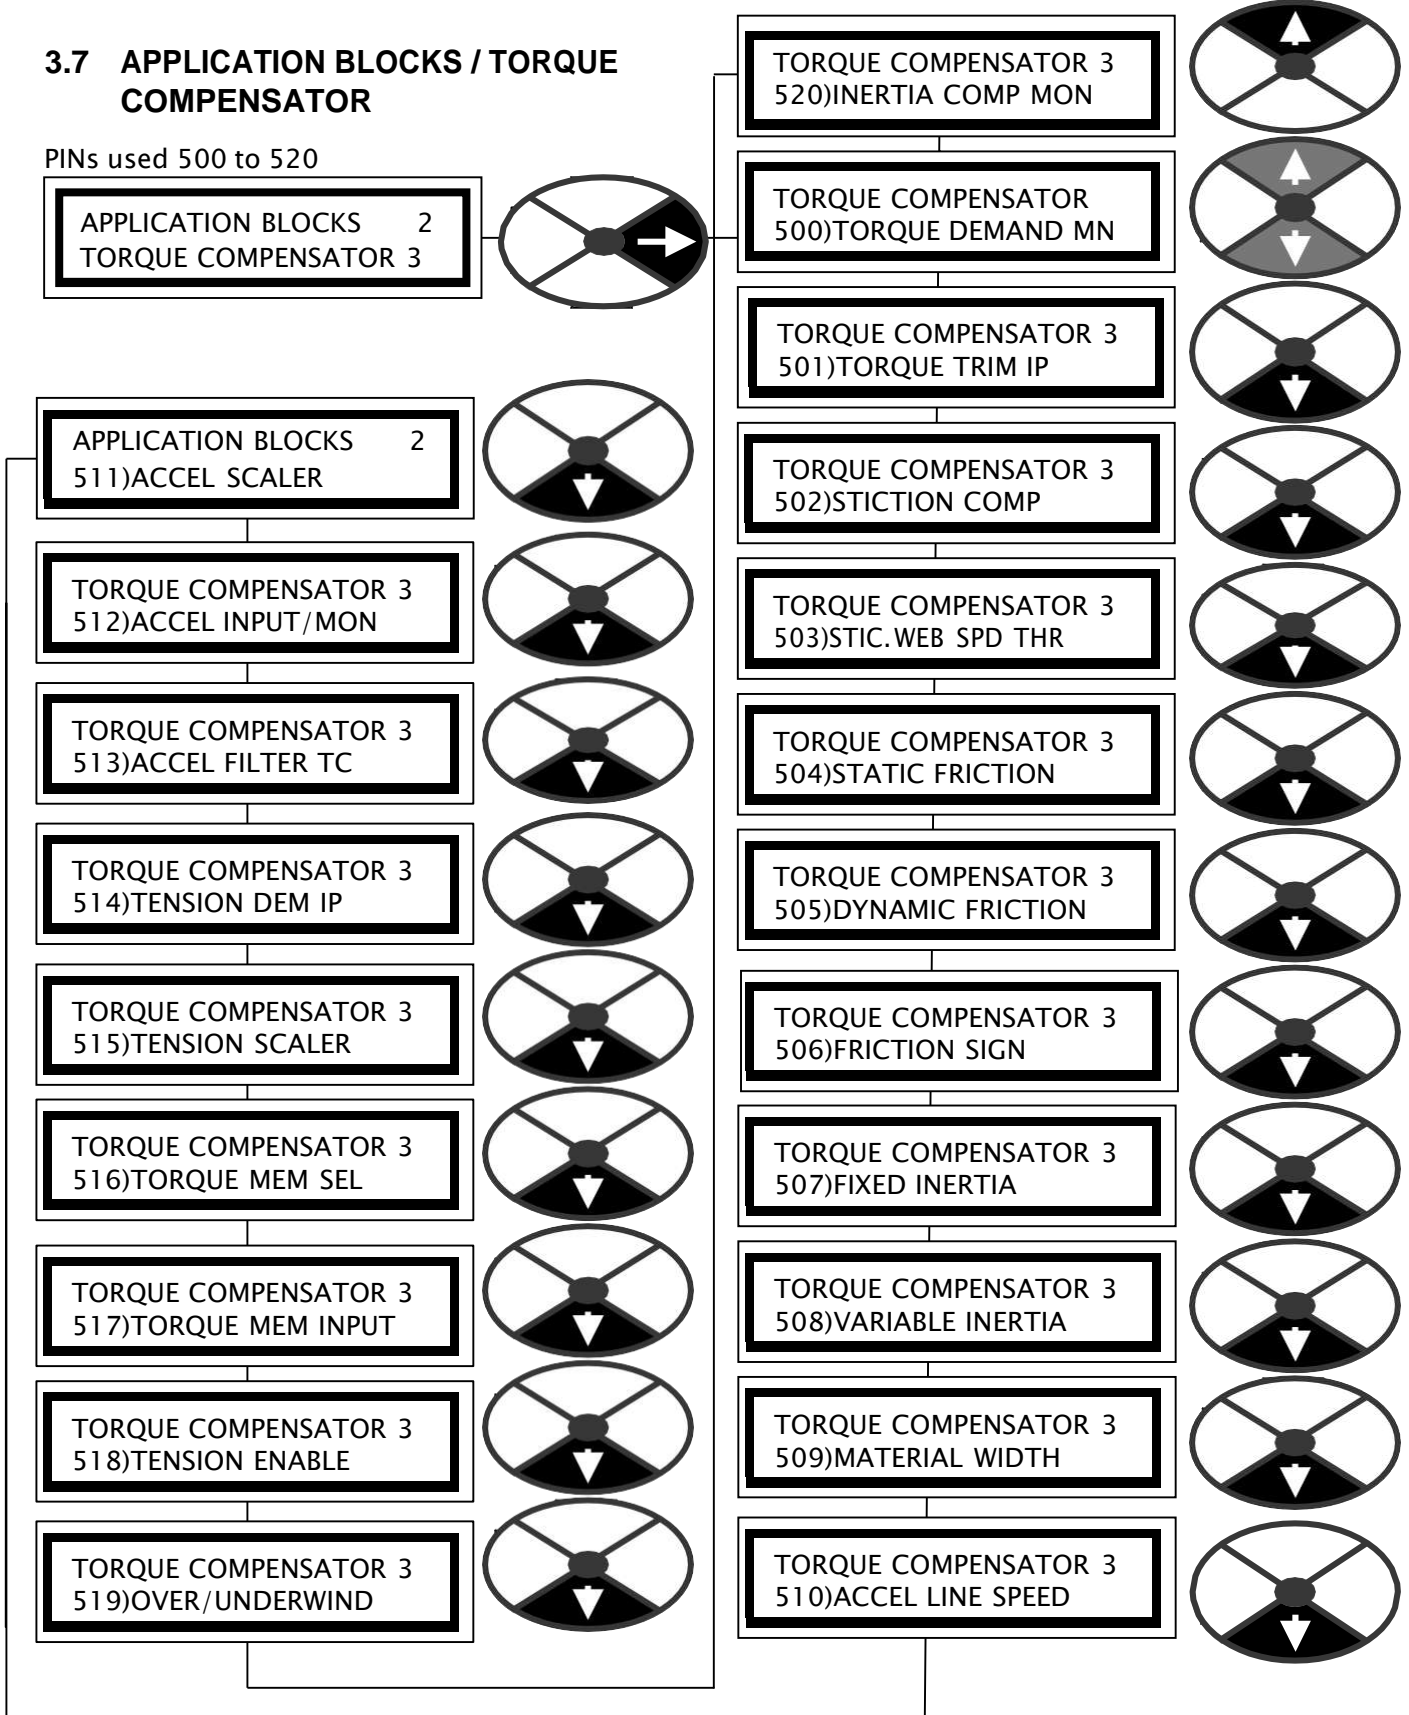 3.7 APPLICATION BLOCKS / TORQUE
COMPENSATOR
PINs used 500 to 520
APPLICATION BLOCKS 2
TORQUE COMPENSATOR 3
TORQUE COMPENSATOR 3
520)INERTIA COMP MON
TORQUE COMPENSATOR
500)TORQUE DEMAND MN
TORQUE COMPENSATOR 3
501)TORQUE TRIM IP
TORQUE COMPENSATOR 3
502)STICTION COMP
TORQUE COMPENSATOR 3
503)STIC.WEB SPD THR
TORQUE COMPENSATOR 3
504)STATIC FRICTION
TORQUE COMPENSATOR 3
505)DYNAMIC FRICTION
TORQUE COMPENSATOR 3
506)FRICTION SIGN
TORQUE COMPENSATOR 3
507)FIXED INERTIA
TORQUE COMPENSATOR 3
508)VARIABLE INERTIA
TORQUE COMPENSATOR 3
509)MATERIAL WIDTH
TORQUE COMPENSATOR 3
510)ACCEL LINE SPEED
APPLICATION BLOCKS 2
511)ACCEL SCALER
TORQUE COMPENSATOR 3
512)ACCEL INPUT/MON
TORQUE COMPENSATOR 3
513)ACCEL FILTER TC
TORQUE COMPENSATOR 3
514)TENSION DEM IP
TORQUE COMPENSATOR 3
515)TENSION SCALER
TORQUE COMPENSATOR 3
516)TORQUE MEM SEL
TORQUE COMPENSATOR 3
517)TORQUE MEM INPUT
TORQUE COMPENSATOR 3
518)TENSION ENABLE
TORQUE COMPENSATOR 3
519)OVER/UNDERWIND